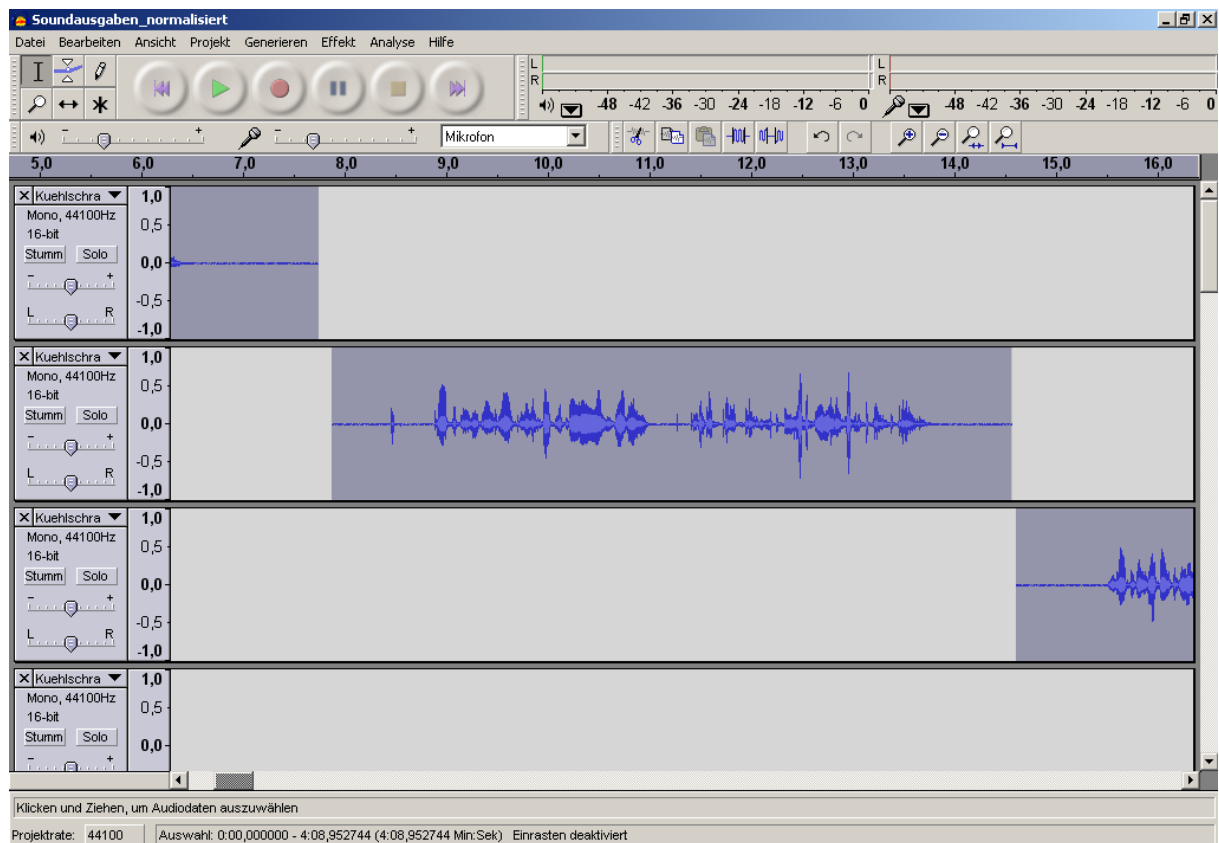 Soundausgaben_normalisiert
Datei Bearbeiten Ansicht Projekt Generieren Effekt Analyse Hilfe
L
R
-48 -42 -36 -30 -24 -18 -12 -6 0
L
R
-48 -42 -36 -30 -24 -18 -12 -6 0
- + - + Mikrofon
5,0 6,0 7,0 8,0 9,0 10,0 11,0 12,0 13,0 14,0 15,0 16,0
X Kuehlschra 1,0
Mono, 44100Hz
16-bit 0,5
Stumm Solo 0,0
- +
-0,5
L R
-1,0
X Kuehlschra 1,0
Mono, 44100Hz
16-bit 0,5
Stumm Solo 0,0
- +
-0,5
L R
-1,0
X Kuehlschra 1,0
Mono, 44100Hz
16-bit 0,5
Stumm Solo 0,0
- +
-0,5
L R
-1,0
X Kuehlschra 1,0
Mono, 44100Hz
16-bit 0,5
Stumm Solo 0,0
- +
Klicken und Ziehen, um Audiodaten auszuwählen
Projektrate: 44100 Auswahl: 0:00,000000 - 4:08,952744 (4:08,952744 Min:Sek) Einrasten deaktiviert